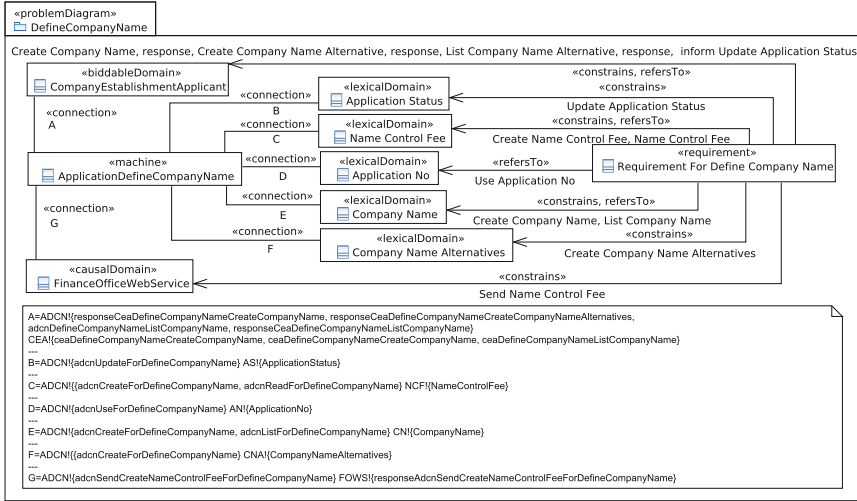 «problemDiagram»
DefineCompanyName
Create Company Name, response, Create Company Name Alternative, response, List Company Name Alternative, response, inform Update Application Status
«biddableDomain»
CompanyEstablishmentApplicant
«constrains, refersTo»
«connection»
A
«connection»
B
«lexicalDomain»
Application Status
«constrains»
Update Application Status
«connection»
C
«lexicalDomain»
Name Control Fee
«constrains, refersTo»
Create Name Control Fee, Name Control Fee
«machine»
ApplicationDefineCompanyName
«connection»
D
«lexicalDomain»
Application No
«refersTo»
Use Application No
«requirement»
Requirement For Define Company Name
«connection»
E
«lexicalDomain»
Company Name
«constrains, refersTo»
Create Company Name, List Company Name
«connection»
G
«connection»
F
«lexicalDomain»
Company Name Alternatives
«constrains»
Create Company Name Alternatives
«causalDomain»
FinanceOfficeWebService
«constrains»
Send Name Control Fee
A=ADCN!{responseCeaDefineCompanyNameCreateCompanyName, responseCeaDefineCompanyNameCreateCompanyNameAlternatives,
adcnDefineCompanyNameListCompanyName, responseCeaDefineCompanyNameListCompanyName}
CEA!{ceaDefineCompanyNameCreateCompanyName, ceaDefineCompanyNameCreateCompanyName, ceaDefineCompanyNameListCompanyName}
---
B=ADCN!{adcnUpdateForDefineCompanyName} AS!{ApplicationStatus}
---
C=ADCN!{{adcnCreateForDefineCompanyName, adcnReadForDefineCompanyName} NCF!{NameControlFee}
---
D=ADCN!{adcnUseForDefineCompanyName} AN!{ApplicationNo}
---
E=ADCN!{adcnCreateForDefineCompanyName, adcnListForDefineCompanyName} CN!{CompanyName}
---
F=ADCN!{{adcnCreateForDefineCompanyName} CNA!{CompanyNameAlternatives}
---
G=ADCN!{adcnSendCreateNameControlFeeForDefineCompanyName} FOWS!{responseAdcnSendCreateNameControlFeeForDefineCompanyName}